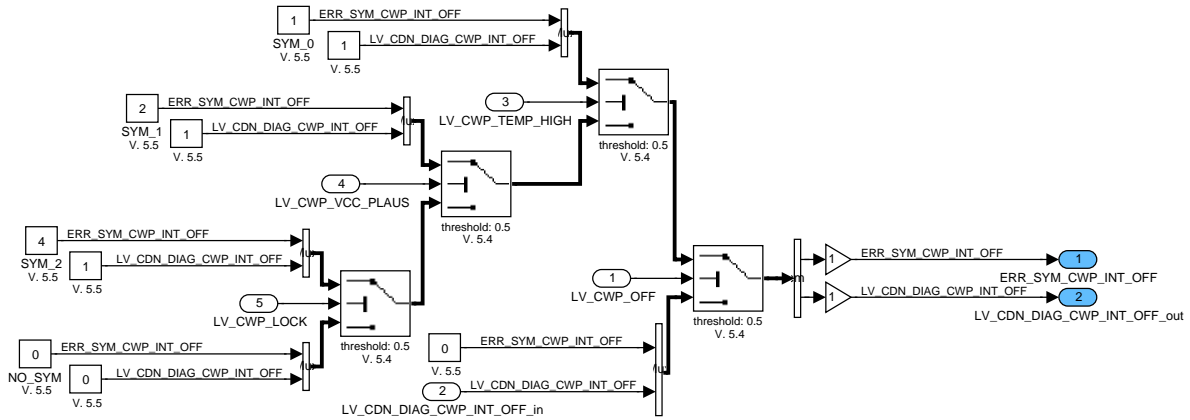 1
ERR_SYM_CWP_INT_OFF
SYM_0
V. 5.5
1
LV_CDN_DIAG_CWP_INT_OFF
V. 5.5
2
ERR_SYM_CWP_INT_OFF
SYM_1
V. 5.5
1
LV_CDN_DIAG_CWP_INT_OFF
V. 5.5
3
LV_CWP_TEMP_HIGH
threshold: 0.5
V. 5.4
4
LV_CWP_VCC_PLAUS
threshold: 0.5
V. 5.4
4
ERR_SYM_CWP_INT_OFF
SYM_2
V. 5.5
1
LV_CDN_DIAG_CWP_INT_OFF
V. 5.5
5
LV_CWP_LOCK
threshold: 0.5
V. 5.4
0
ERR_SYM_CWP_INT_OFF
NO_SYM
V. 5.5
0
LV_CDN_DIAG_CWP_INT_OFF
V. 5.5
1
LV_CWP_OFF
threshold: 0.5
V. 5.4
0
ERR_SYM_CWP_INT_OFF
V. 5.5
2
LV_CDN_DIAG_CWP_INT_OFF
LV_CDN_DIAG_CWP_INT_OFF_in
1
ERR_SYM_CWP_INT_OFF
1
ERR_SYM_CWP_INT_OFF
1
LV_CDN_DIAG_CWP_INT_OFF
2
LV_CDN_DIAG_CWP_INT_OFF_out